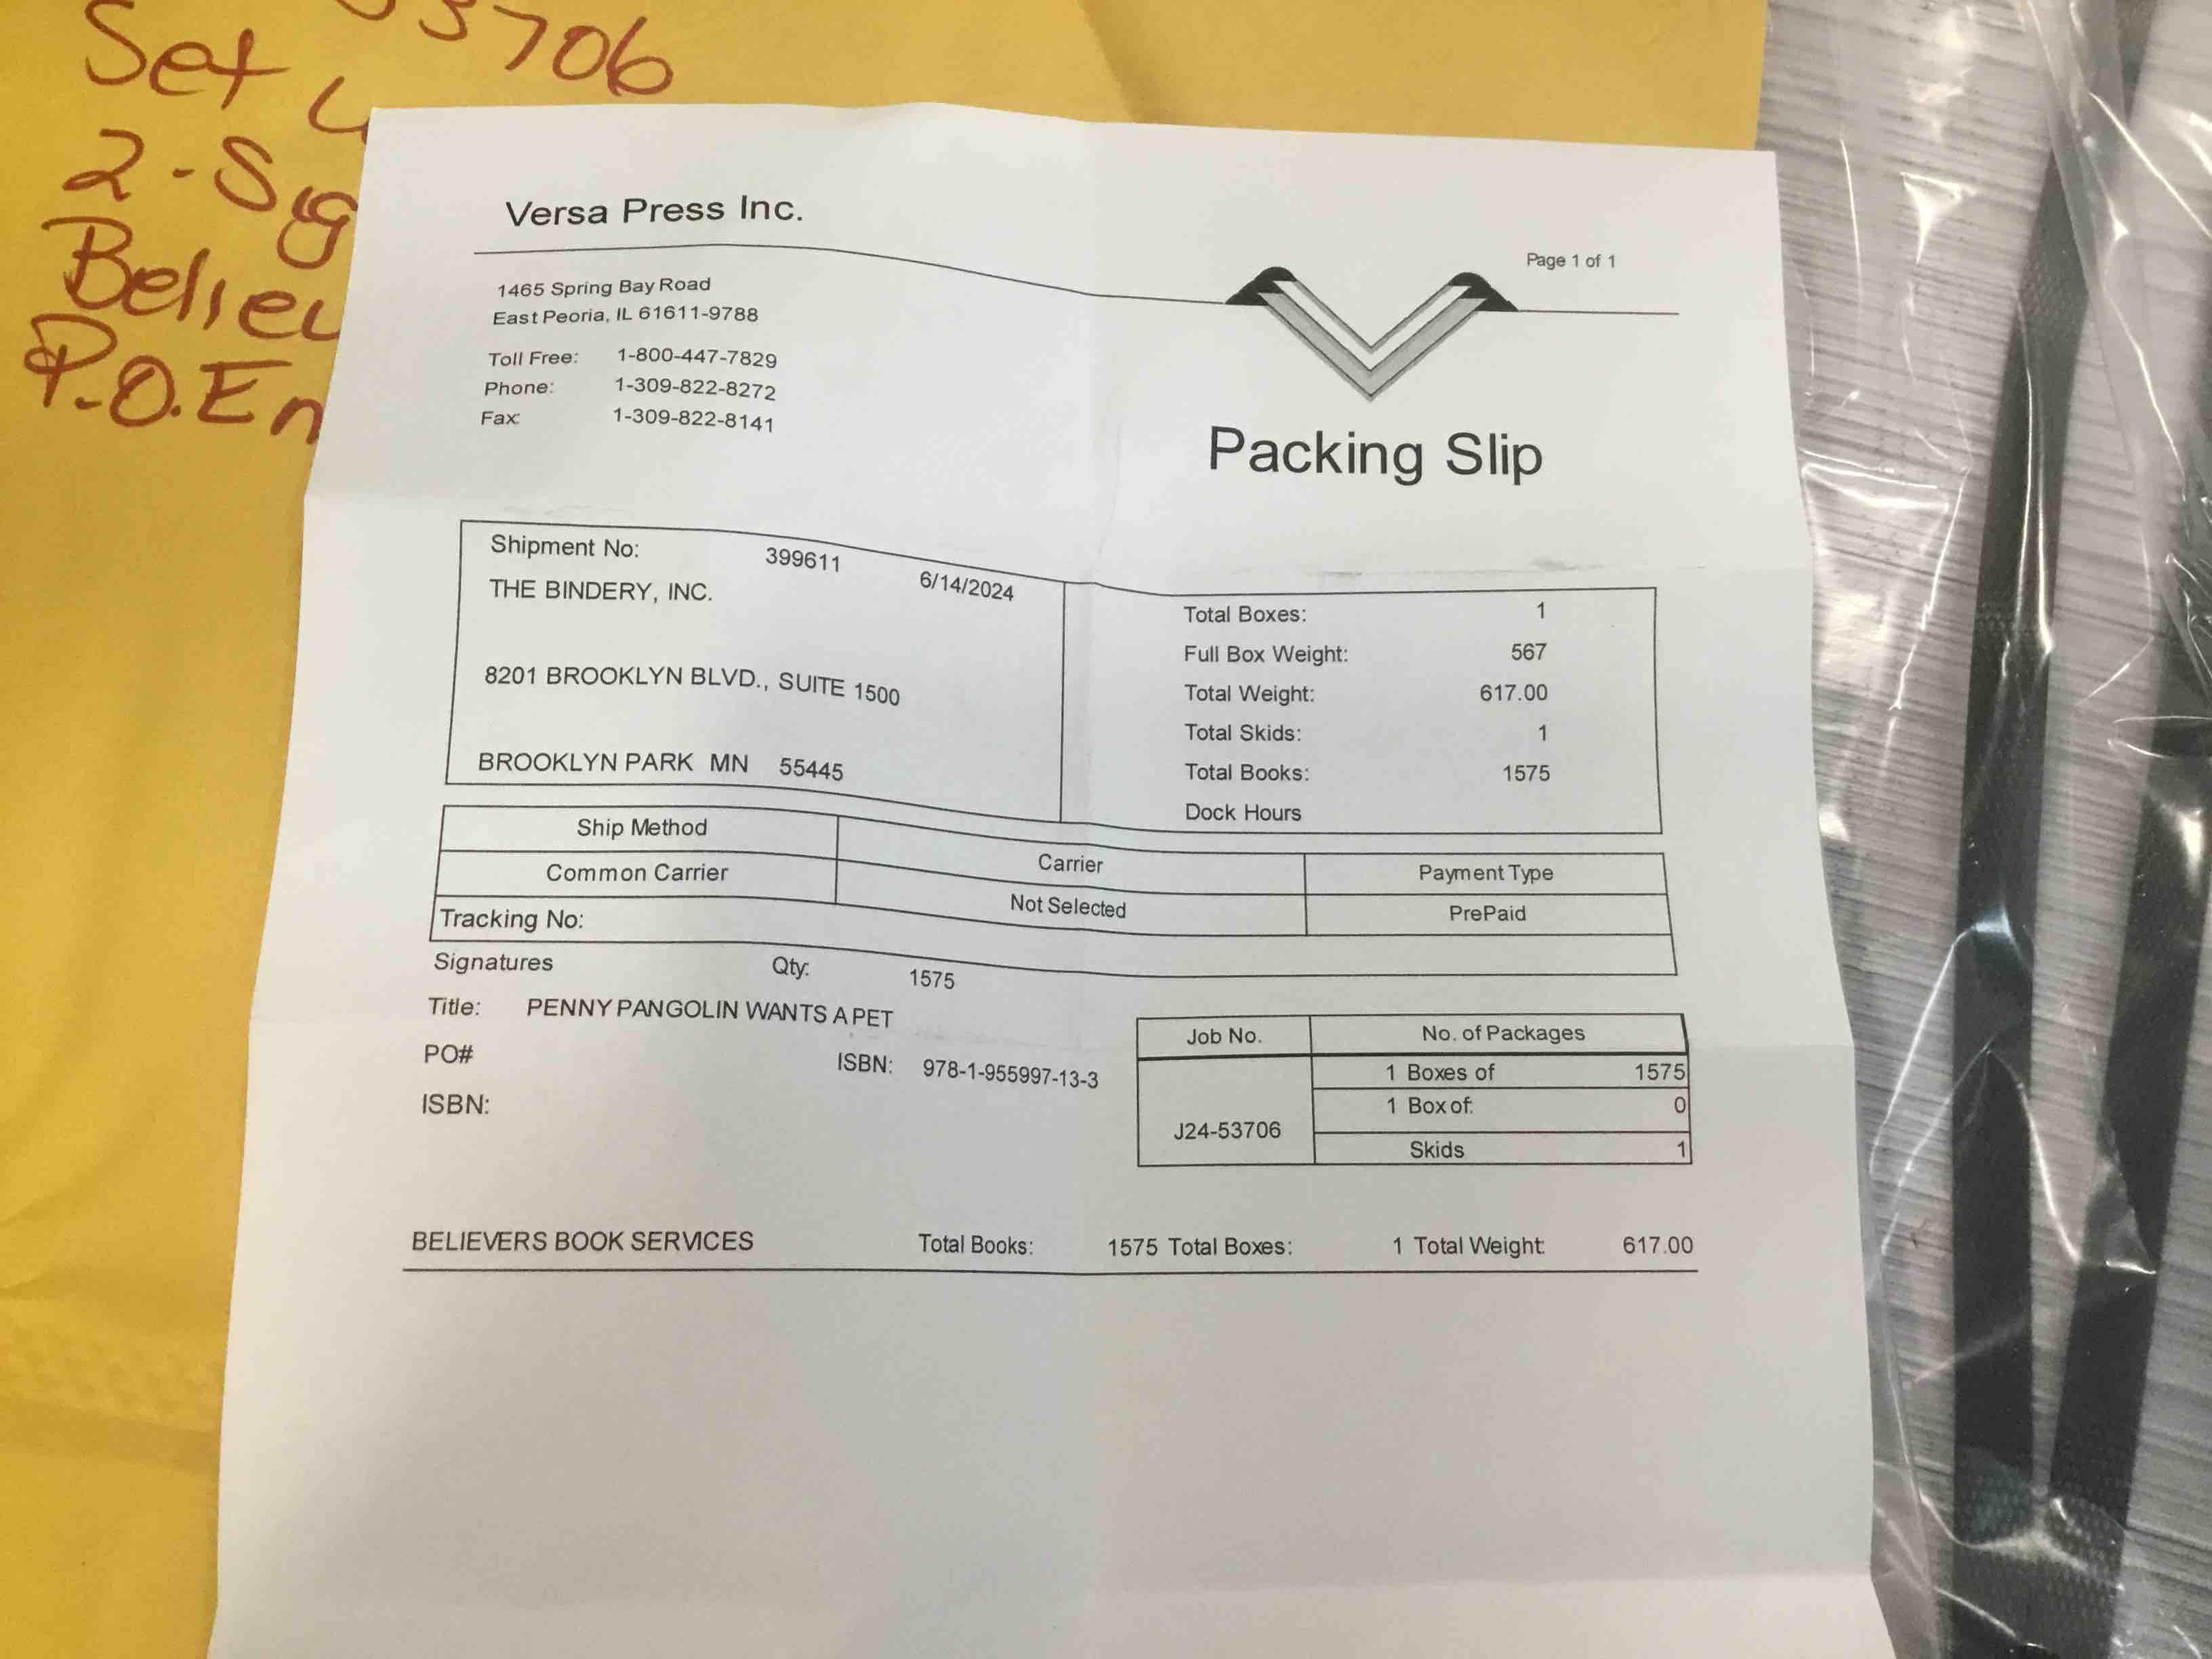 53706
Set
2-Sig
Believ
P.O. En
Versa Press Inc.
Page 1 of 1
1465 Spring Bay Road
East Peoria, IL 61611-9788
Toll Free: 1-800-447-7829
Phone: 1-309-822-8272
Fax: 1-309-822-8141
Packing Slip
Shipment No: 399611 6/14/2024
THE BINDERY, INC.
8201 BROOKLYN BLVD., SUITE 1500
BROOKLYN PARK MN 55445
Total Boxes: 1
Full Box Weight: 567
Total Weight: 617.00
Total Skids: 1
Total Books: 1575
Dock Hours
Ship Method Carrier Payment Type
Common Carrier Not Selected PrePaid
Tracking No:
Signatures Qty: 1575
Title: PENNY PANGOLIN WANTS A PET
PO# ISBN: 978-1-955997-13-3
ISBN:
Job No. No. of Packages
J24-53706
1 Boxes of 1575
1 Box of: 0
Skids 1
BELIEVERS BOOK SERVICES Total Books: 1575 Total Boxes: 1 Total Weight: 617.00